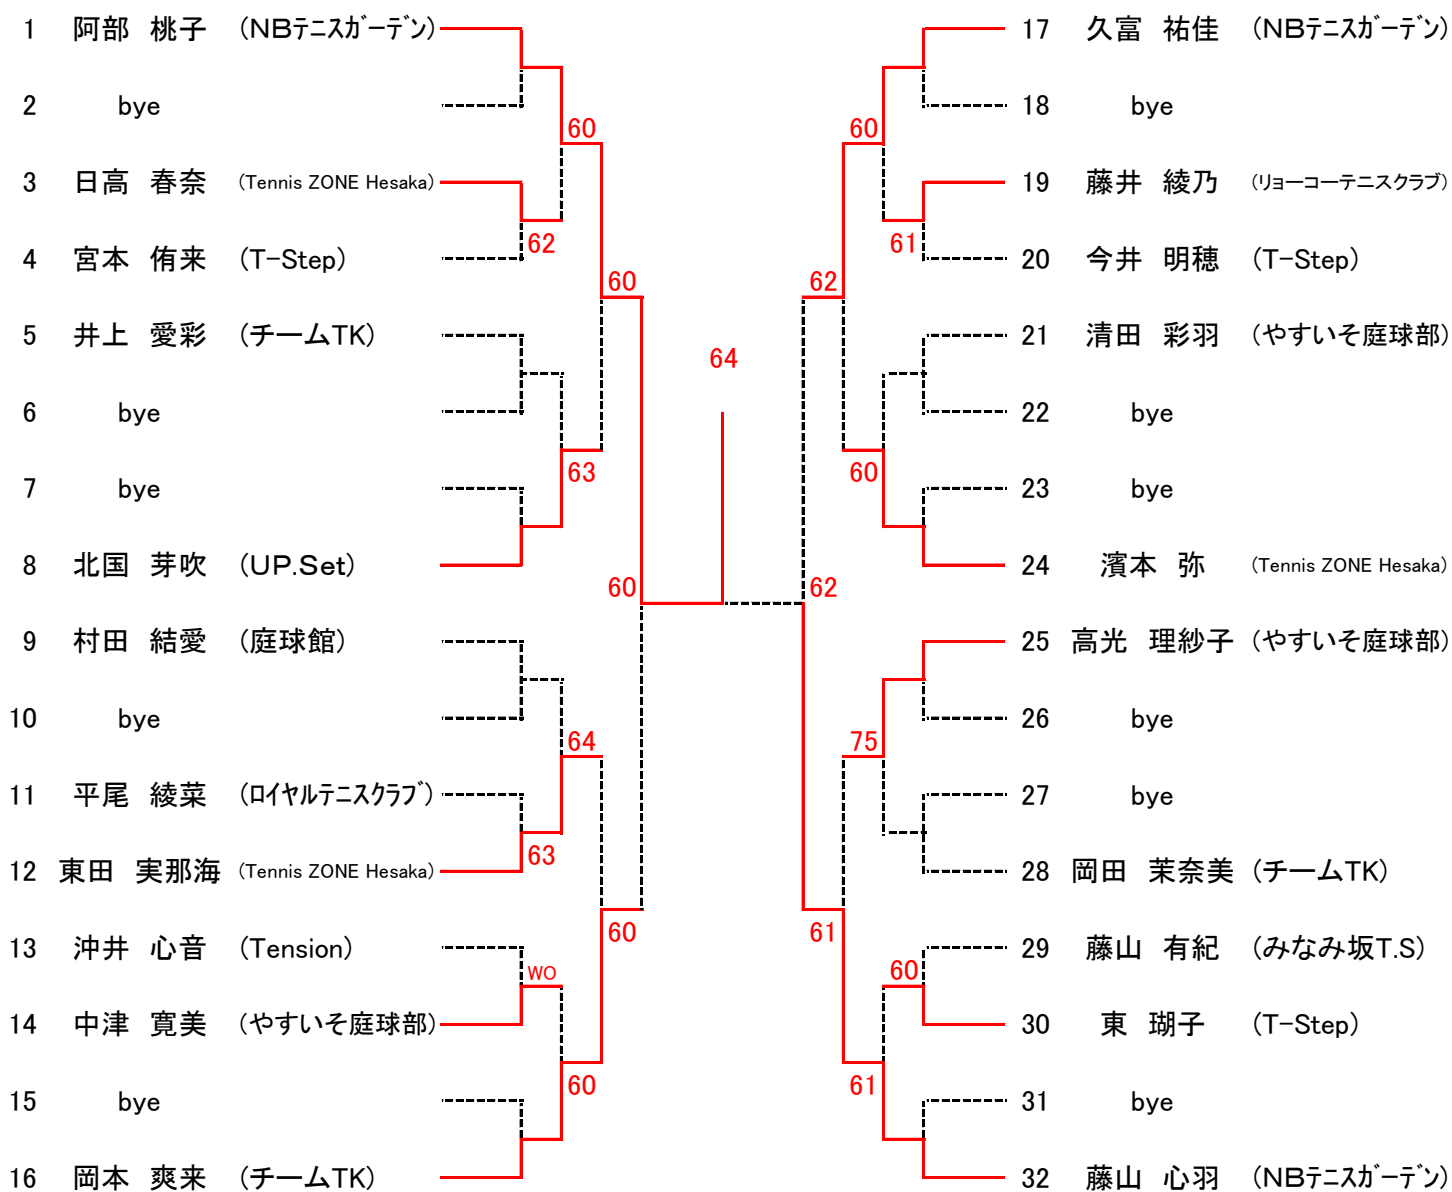 1 阿部 桃子 (NBテニスガーデン)
2 bye
60
3 日高 春奈 (Tennis ZONE Hesaka)
62
4 宮本 侑来 (T-Step)
60
5 井上 愛彩 (チームTK)
6 bye
63
7 bye
8 北国 芽吹 (UP.Set)
60
9 村田 結愛 (庭球館)
10 bye
64
11 平尾 綾菜 (ロイヤルテニスクラブ)
63
12 東田 実那海 (Tennis ZONE Hesaka)
60
13 沖井 心音 (Tension)
WO
14 中津 寛美 (やすいそ庭球部)
60
15 bye
16 岡本 爽来 (チームTK)
64
17 久富 祐佳 (NBテニスガーデン)
18 bye
60
19 藤井 綾乃 (リョーコーテニスクラブ)
61
20 今井 明穂 (T-Step)
62
21 清田 彩羽 (やすいそ庭球部)
22 bye
60
23 bye
24 濱本 弥 (Tennis ZONE Hesaka)
62
25 高光 理紗子 (やすいそ庭球部)
26 bye
75
27 bye
28 岡田 茉奈美 (チームTK)
61
29 藤山 有紀 (みなみ坂T.S)
60
30 東 瑚子 (T-Step)
61
31 bye
32 藤山 心羽 (NBテニスガーデン)